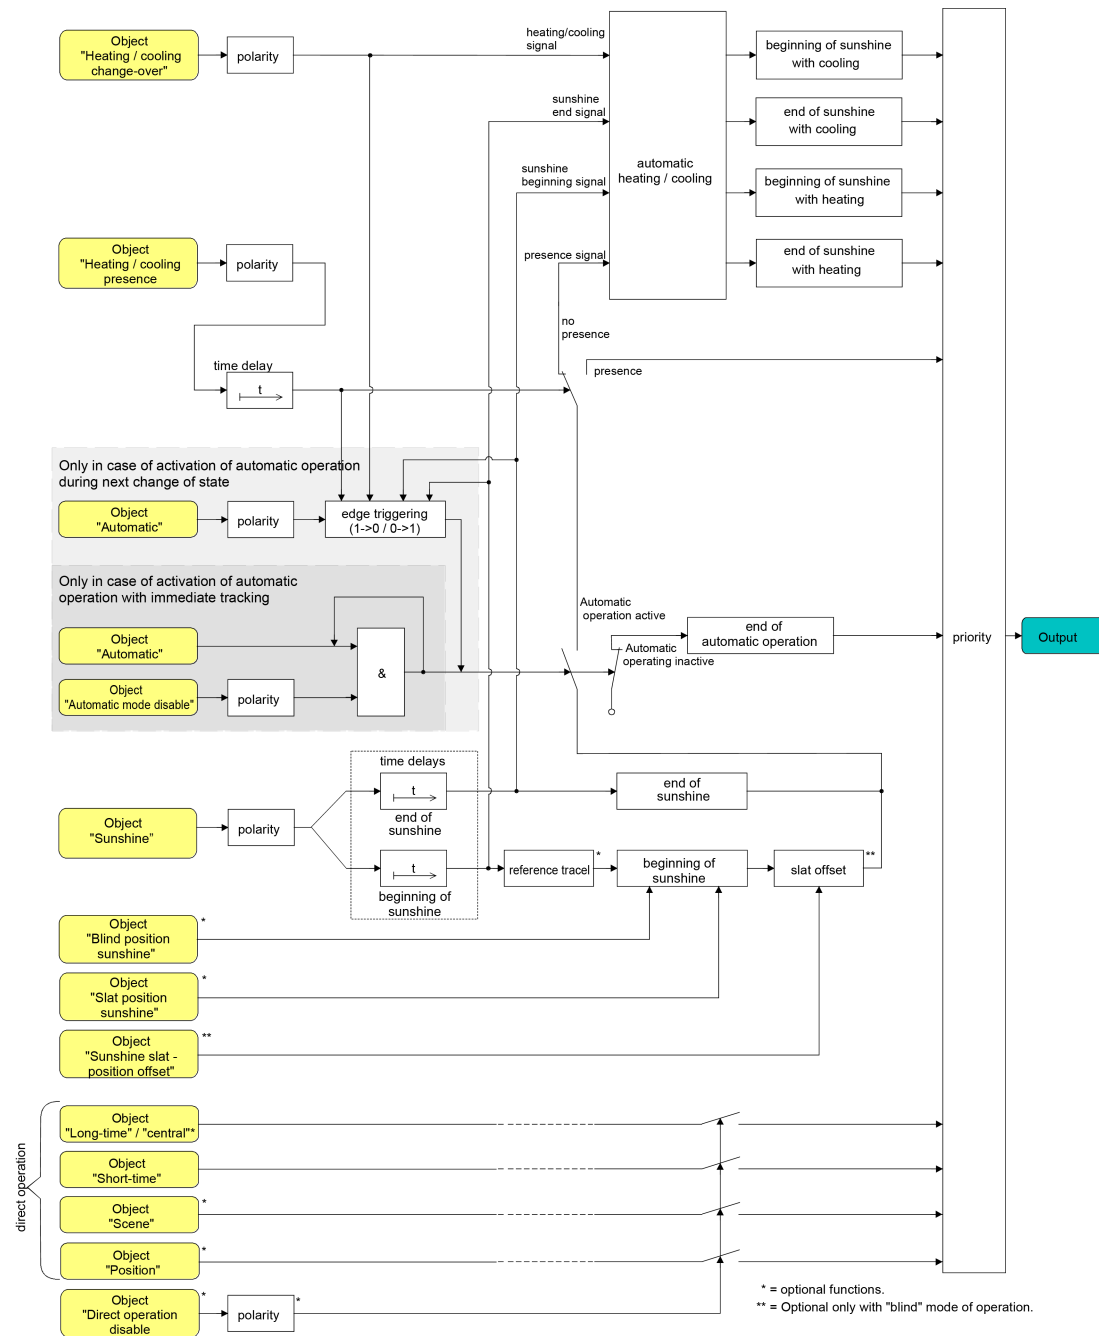 Object
"Heating / cooling
change-over"
polarity
heating/cooling
signal
sunshine
end signal
sunshine
beginning signal
presence signal
automatic
heating / cooling
beginning of sunshine
with cooling
end of sunshine
with cooling
beginning of sunshine
with heating
end of sunshine
with heating
Object
"Heating / cooling
presence
polarity
no
presence
presence
time delay
t
Only in case of activation of automatic operation
during next change of state
Object
"Automatic"
polarity
edge triggering
(1->0 / 0->1)
Only in case of activation of automatic
operation with immediate tracking
Object
"Automatic"
Object
"Automatic mode disable"
polarity
&
Automatic
operation active
Automatic
operating inactive
end of
automatic operation
priority
Output
time delays
t
end of
sunshine
t
beginning of
sunshine
Object
"Sunshine"
polarity
end of
sunshine
reference tracel
*
beginning of
sunshine
slat offset
**
Object
"Blind position
sunshine"
*
Object
"Slat position
sunshine"
*
Object
"Sunshine slat -
position offset"
**
direct operation
Object
"Long-time" / "central"*
Object
"Short-time"
Object
"Scene"
*
Object
"Position"
*
Object
"Direct operation
disable
*
polarity
*
* = optional functions.
** = Optional only with "blind" mode of operation.